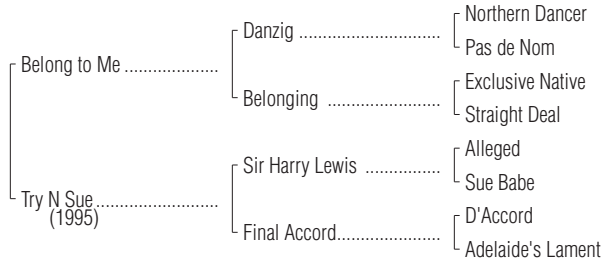 Northern Dancer
Danzig ....................................
Pas de Nom
Belong to Me ......................
Exclusive Native
Belonging .............................
Straight Deal
Alleged
Sir Harry Lewis ...................
Sue Babe
Try N Sue.............................
(1995)
D'Accord
Final Accord..........................
Adelaide's Lament